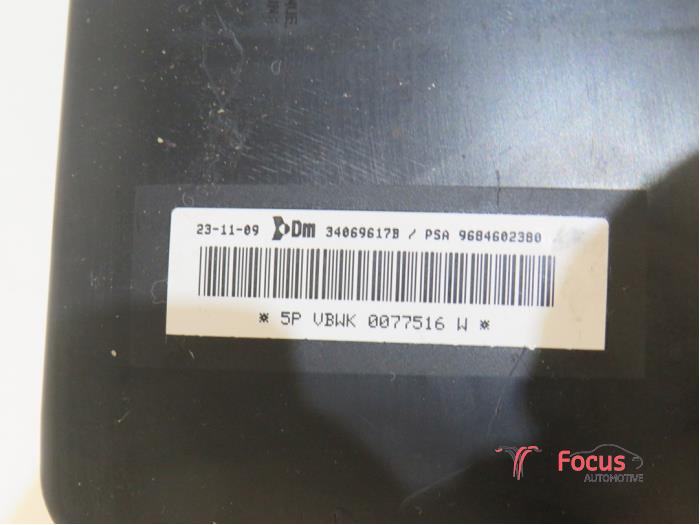 23-11-09 Dm 34069617B / PSA 9684602380
* 5P VBWK 0077516 W *
Focus
AUTOMOTIVE